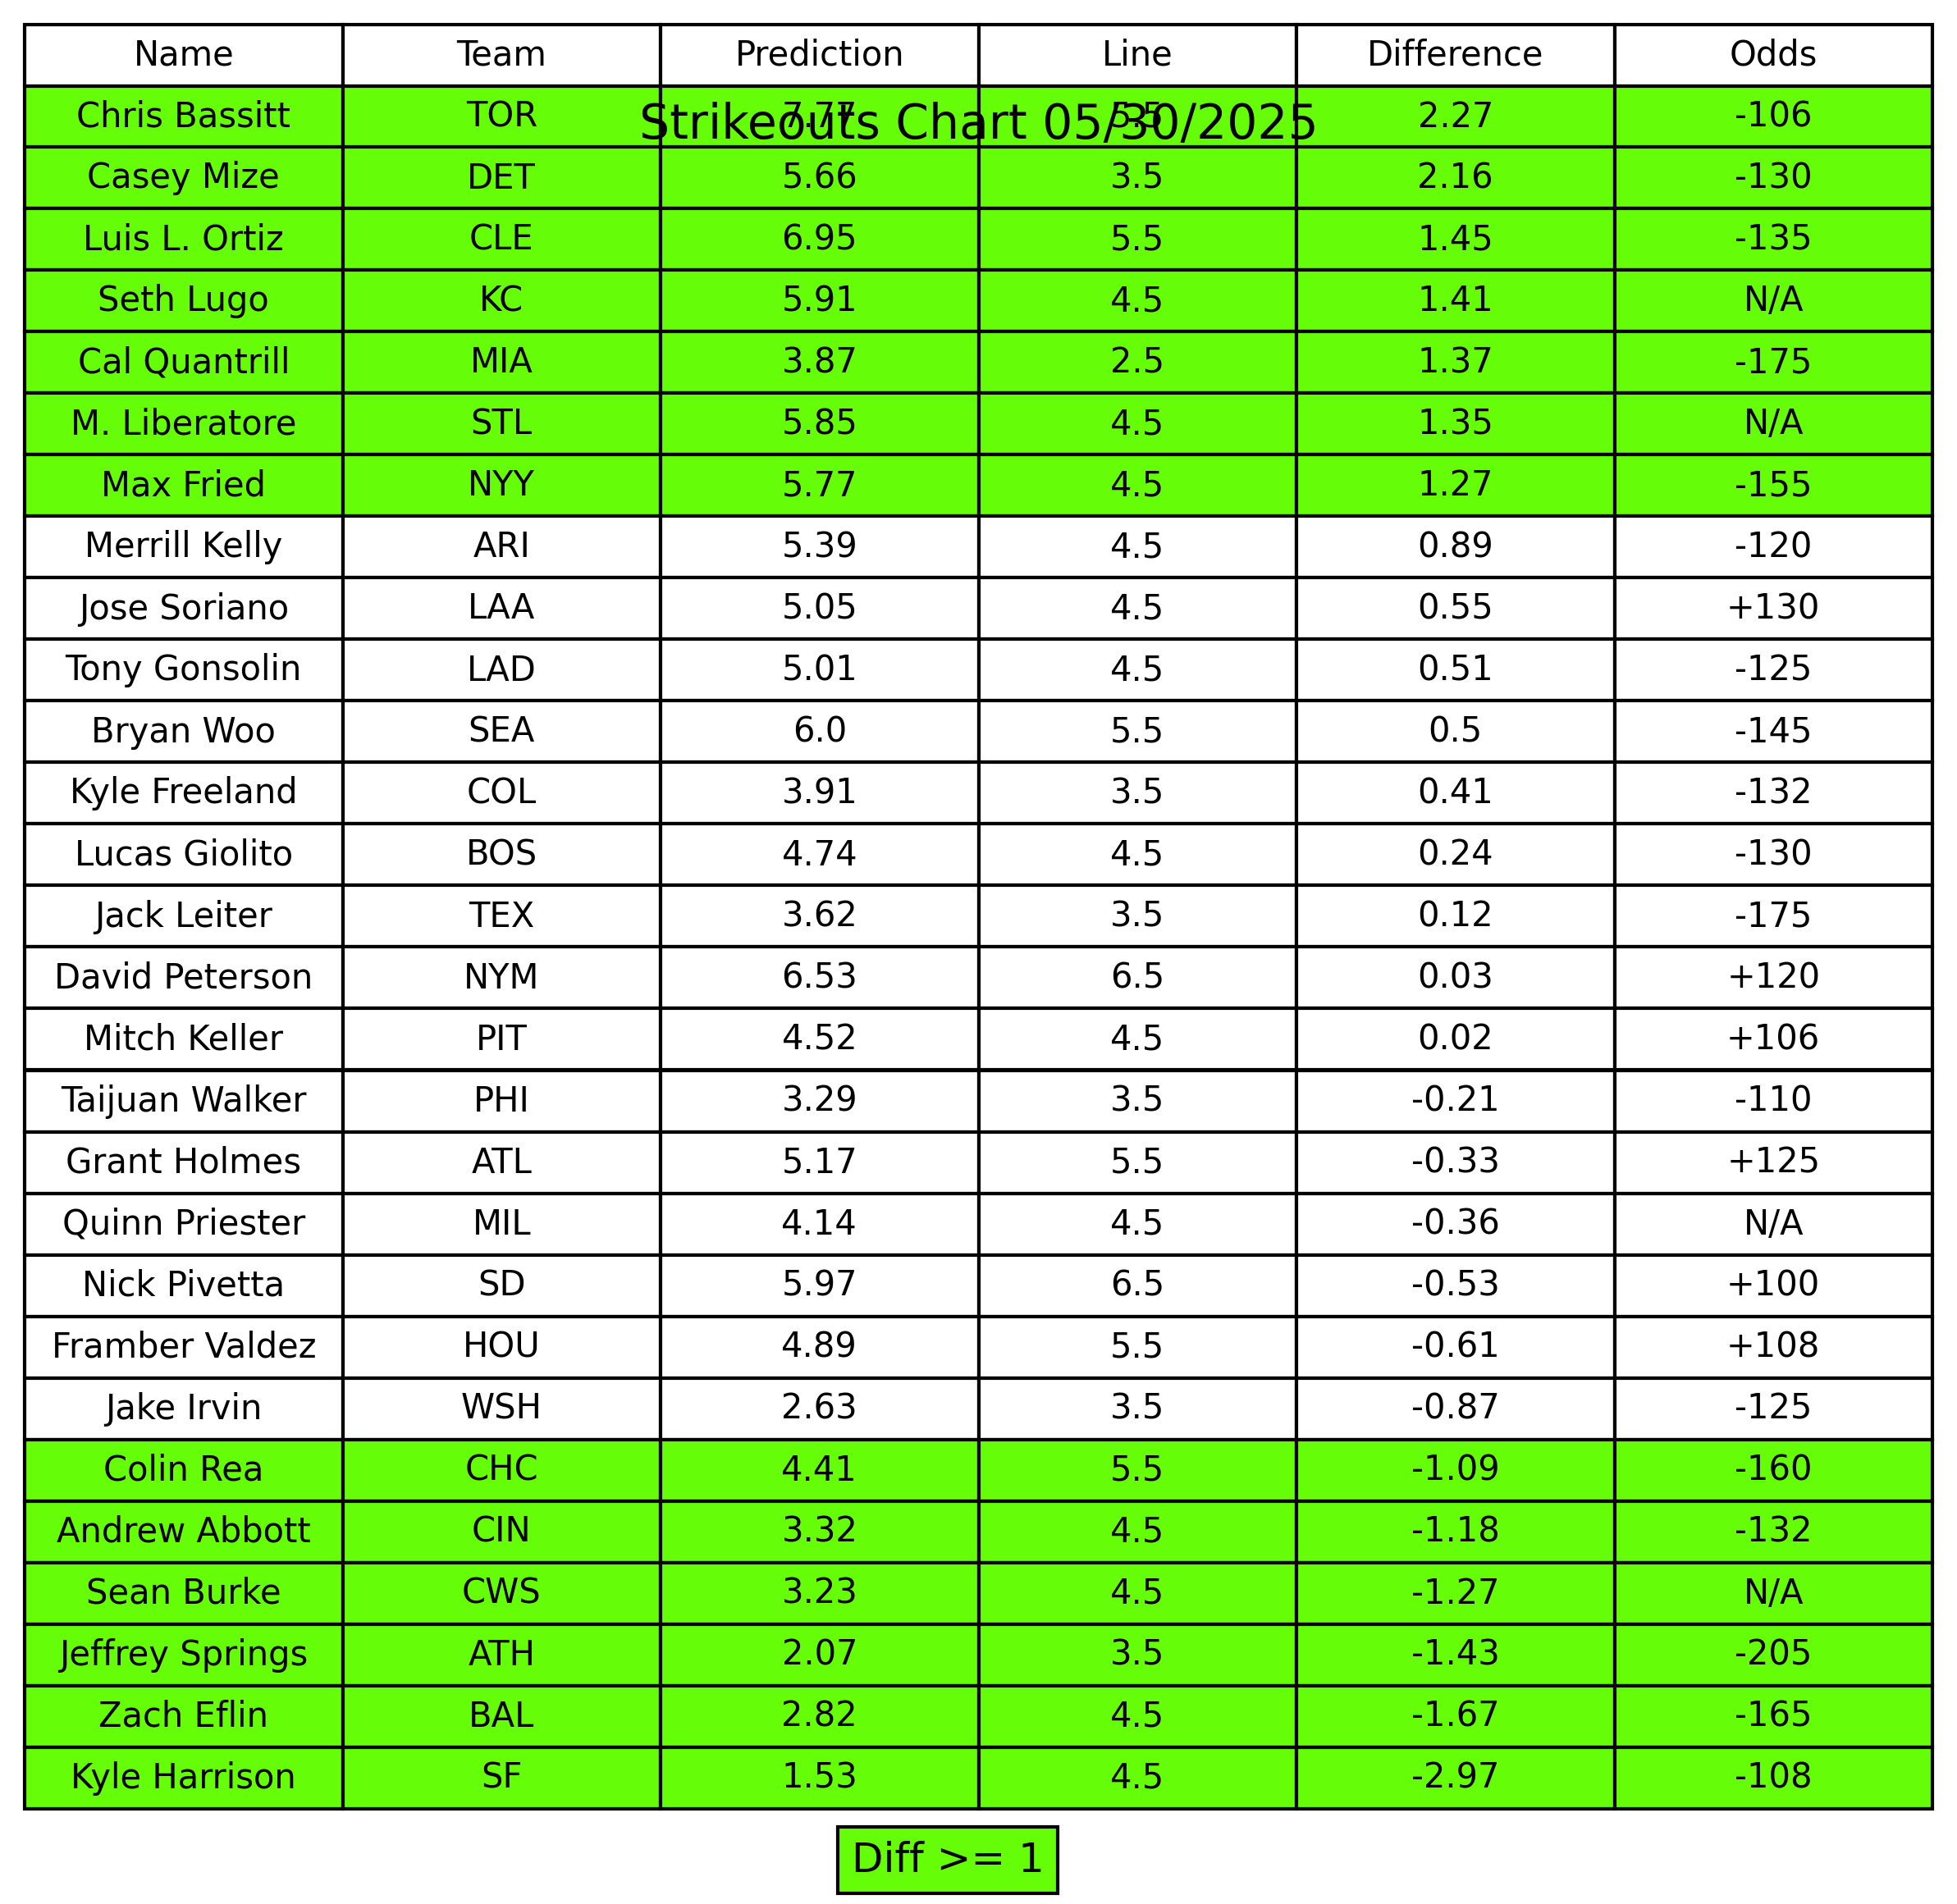 Name Team Prediction Line Difference Odds
Chris Bassitt TOR 7.77 5.5 2.27 -106
Strikeouts Chart 05/30/2025
Casey Mize DET 5.66 3.5 2.16 -130
Luis L. Ortiz CLE 6.95 5.5 1.45 -135
Seth Lugo KC 5.91 4.5 1.41 N/A
Cal Quantrill MIA 3.87 2.5 1.37 -175
M. Liberatore STL 5.85 4.5 1.35 N/A
Max Fried NYY 5.77 4.5 1.27 -155
Merrill Kelly ARI 5.39 4.5 0.89 -120
Jose Soriano LAA 5.05 4.5 0.55 +130
Tony Gonsolin LAD 5.01 4.5 0.51 -125
Bryan Woo SEA 6.0 5.5 0.5 -145
Kyle Freeland COL 3.91 3.5 0.41 -132
Lucas Giolito BOS 4.74 4.5 0.24 -130
Jack Leiter TEX 3.62 3.5 0.12 -175
David Peterson NYM 6.53 6.5 0.03 +120
Mitch Keller PIT 4.52 4.5 0.02 +106
Taijuan Walker PHI 3.29 3.5 -0.21 -110
Grant Holmes ATL 5.17 5.5 -0.33 +125
Quinn Priester MIL 4.14 4.5 -0.36 N/A
Nick Pivetta SD 5.97 6.5 -0.53 +100
Framber Valdez HOU 4.89 5.5 -0.61 +108
Jake Irvin WSH 2.63 3.5 -0.87 -125
Colin Rea CHC 4.41 5.5 -1.09 -160
Andrew Abbott CIN 3.32 4.5 -1.18 -132
Sean Burke CWS 3.23 4.5 -1.27 N/A
Jeffrey Springs ATH 2.07 3.5 -1.43 -205
Zach Eflin BAL 2.82 4.5 -1.67 -165
Kyle Harrison SF 1.53 4.5 -2.97 -108
Diff >= 1